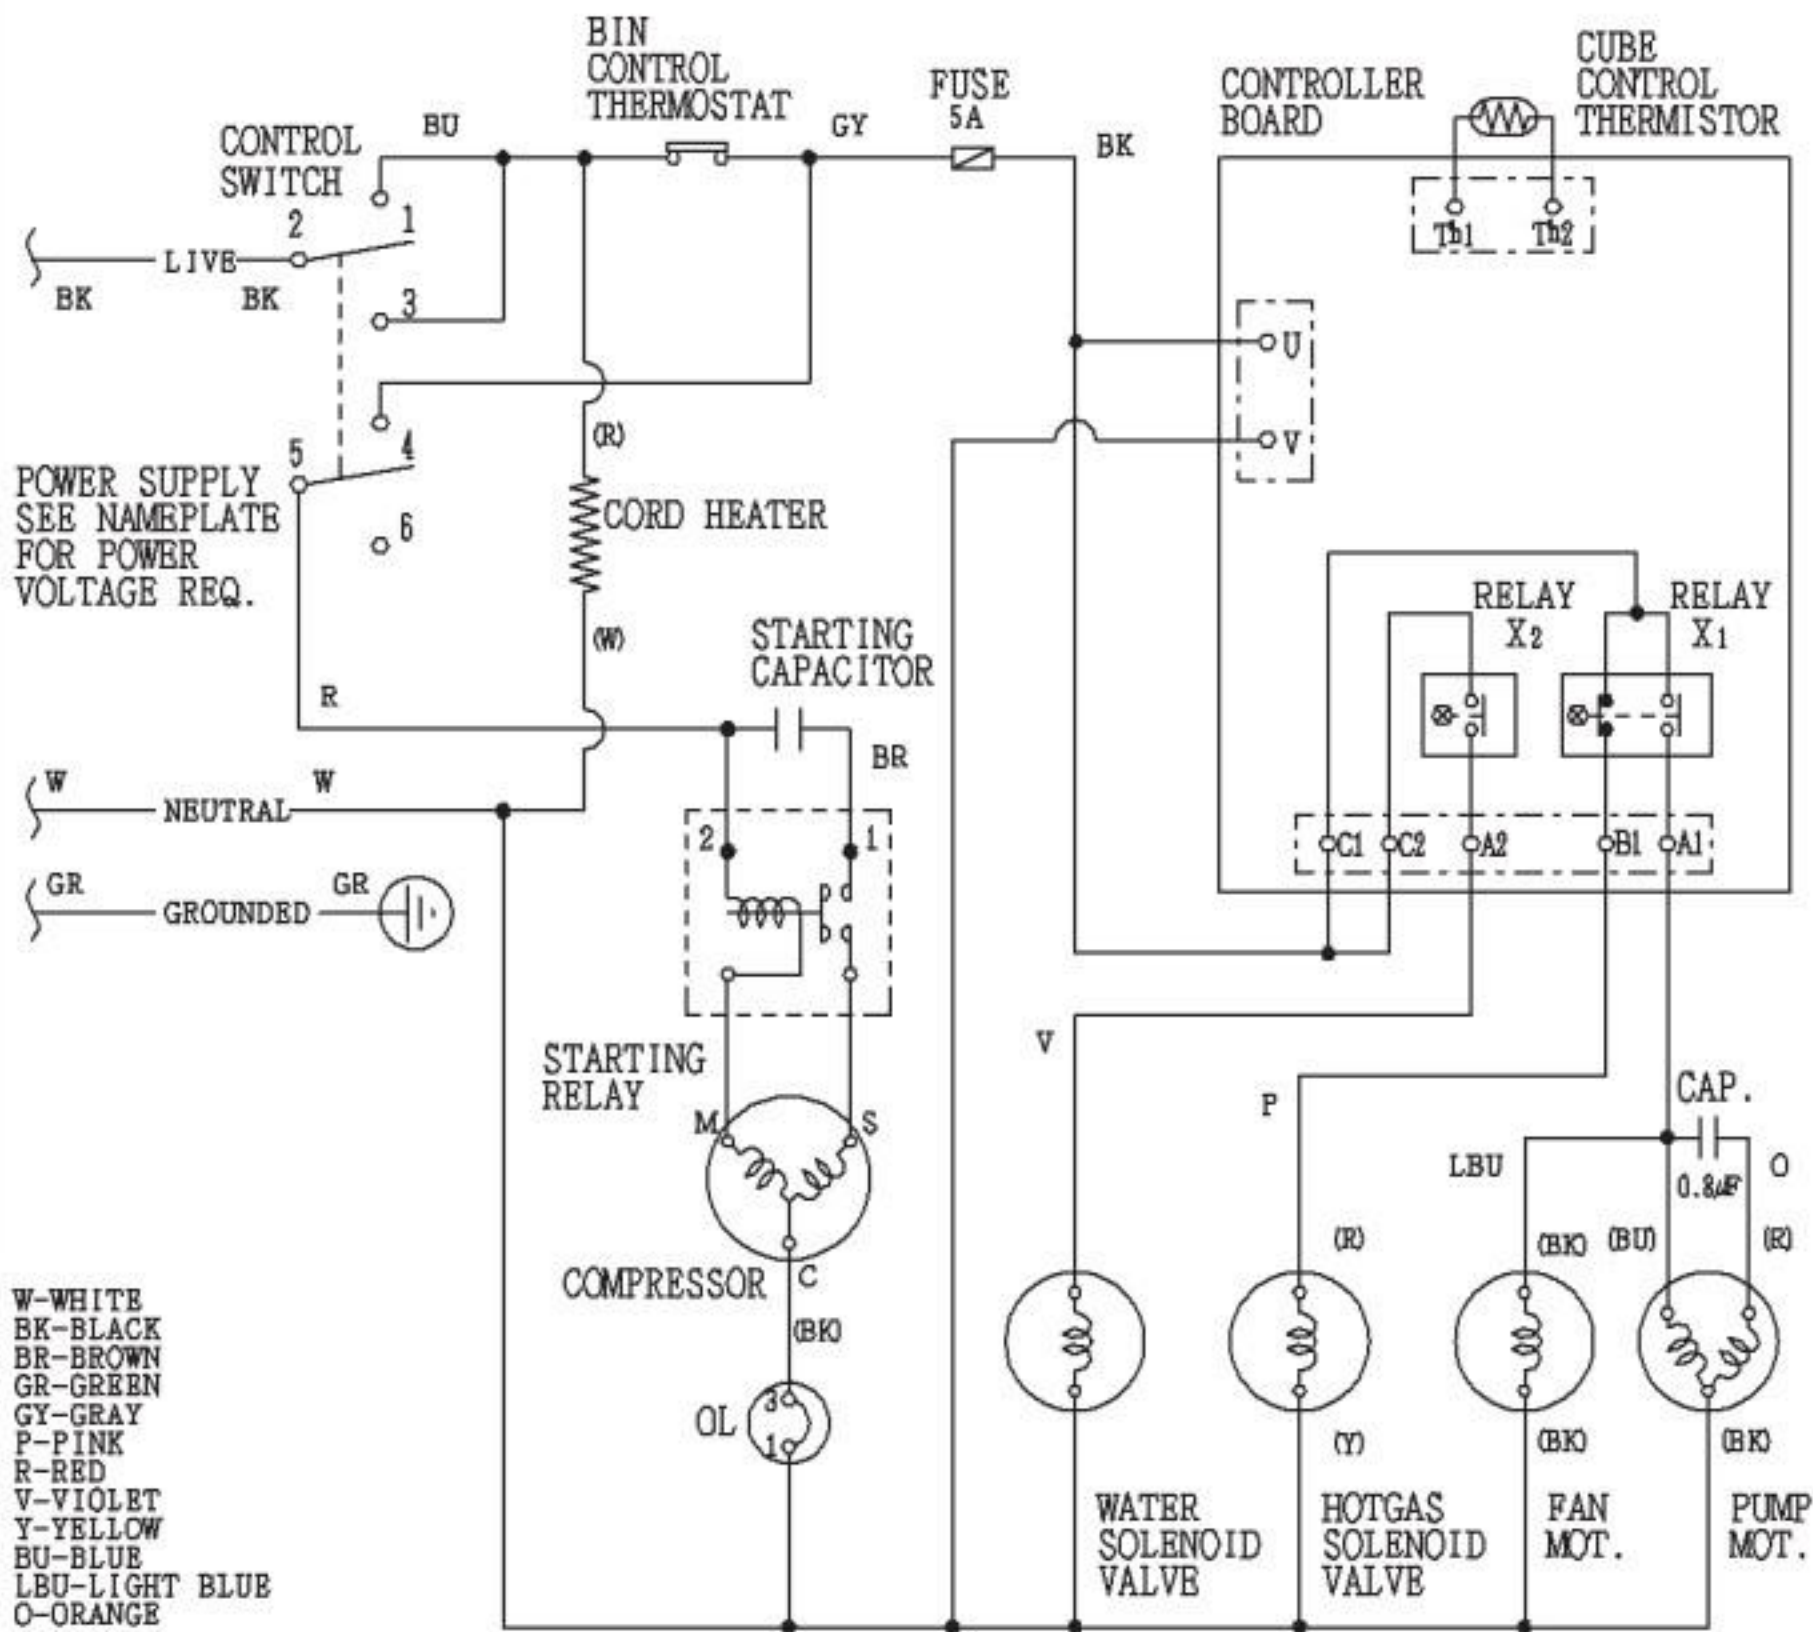 BIN
CONTROL
THERMOSTAT
FUSE
5A
CONTROLLER
BOARD
CUBE
CONTROL
THERMISTOR
CONTROL
SWITCH
BU
GY
BK
Th1
Th2
1
2
LIVE
BK
BK
3
U
V
4
5
6
(R)
POWER SUPPLY
SEE NAMEPLATE
FOR POWER
VOLTAGE REQ.
CORD HEATER
(W)
RELAY
X2
RELAY
X1
STARTING
CAPACITOR
R
BR
W
W
NEUTRAL
2
1
C1
C2
A2
B1
A1
GR
GR
GROUNDED
STARTING
RELAY
V
P
CAP.
LBU
0.8μF
O
M
S
(R)
(BK)
(BU)
(R)
COMPRESSOR
C
(BK)
OL
3
1
(Y)
(BK)
(BK)
WATER
SOLENOID
VALVE
HOTGAS
SOLENOID
VALVE
FAN
MOT.
PUMP
MOT.
W-WHITE
BK-BLACK
BR-BROWN
GR-GREEN
GY-GRAY
P-PINK
R-RED
V-VIOLET
Y-YELLOW
BU-BLUE
LBU-LIGHT BLUE
O-ORANGE